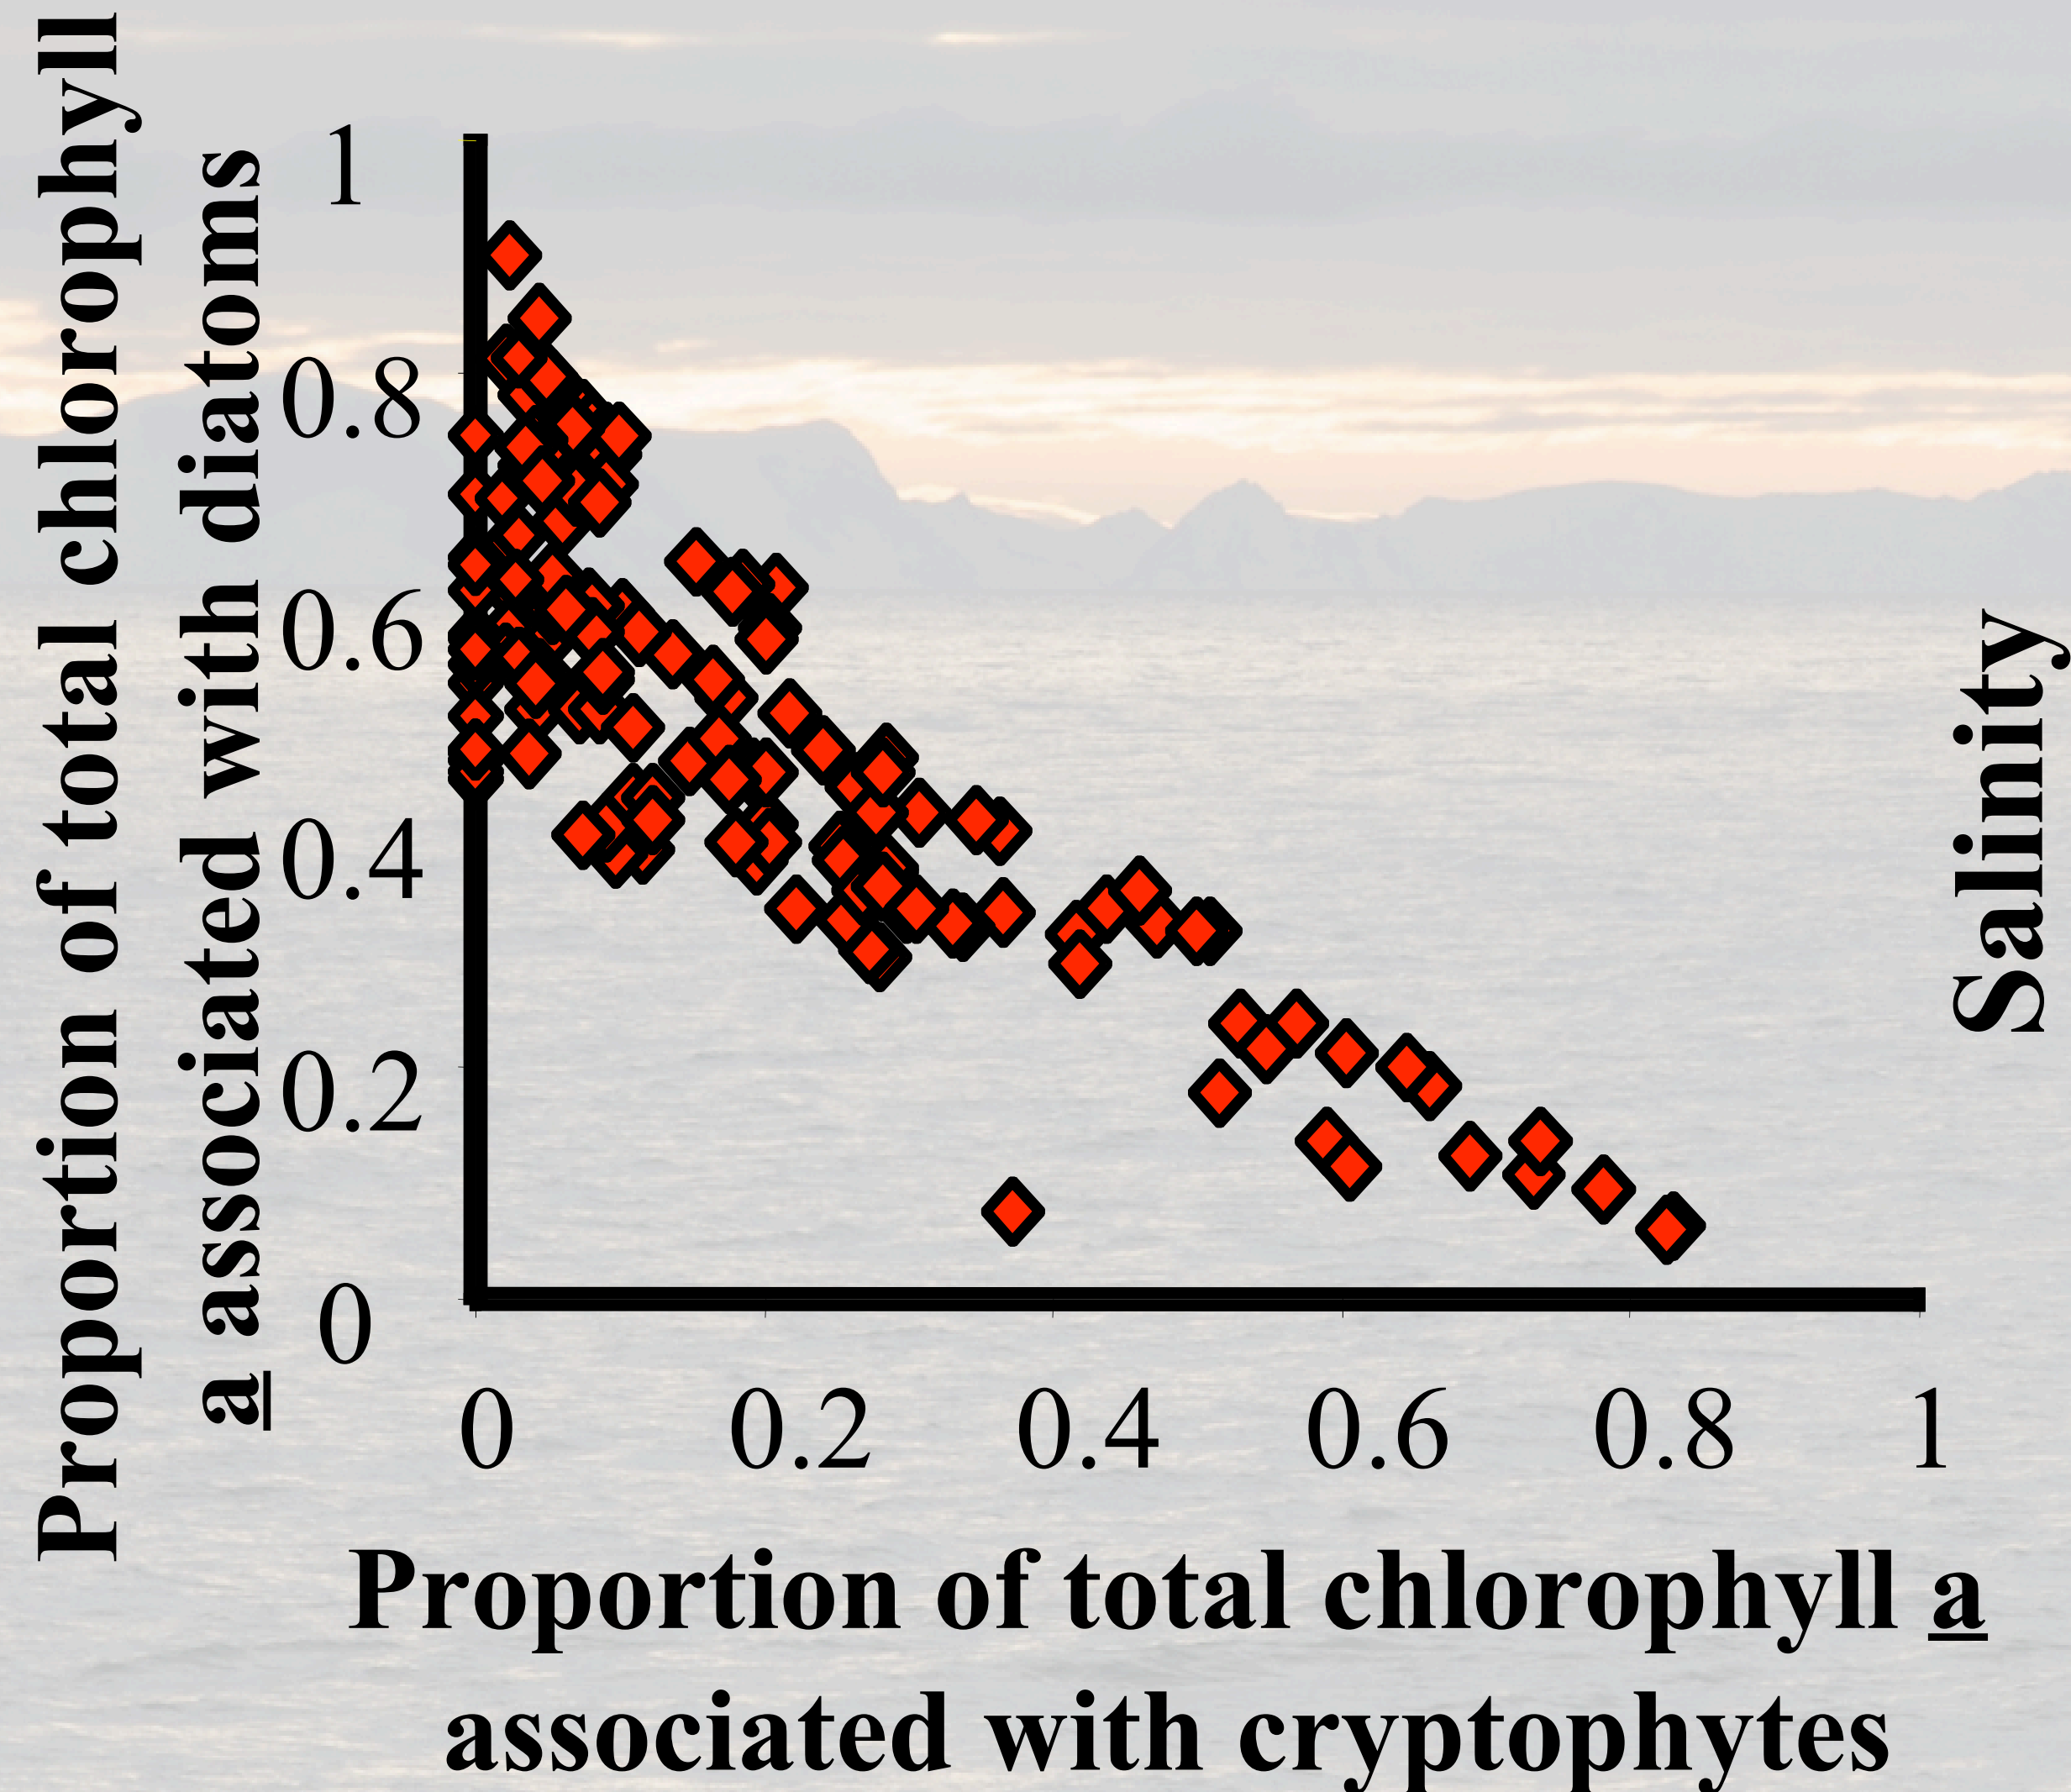 Proportion of total chlorophyll
a associated with diatoms
1
0.8
0.6
0.4
0.2
0
0 0.2 0.4 0.6 0.8 1
Proportion of total chlorophyll a
associated with cryptophytes
Salinity